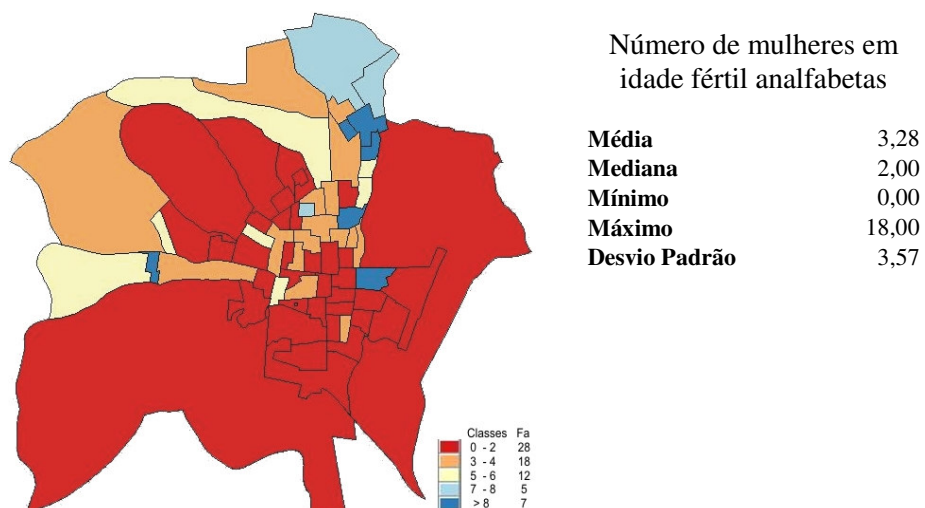 Número de mulheres em
idade fértil analfabetas
Média 3,28
Mediana 2,00
Mínimo 0,00
Máximo 18,00
Desvio Padrão 3,57
Classes Fa
0 - 2 28
3 - 4 18
5 - 6 12
7 - 8 5
> 8 7